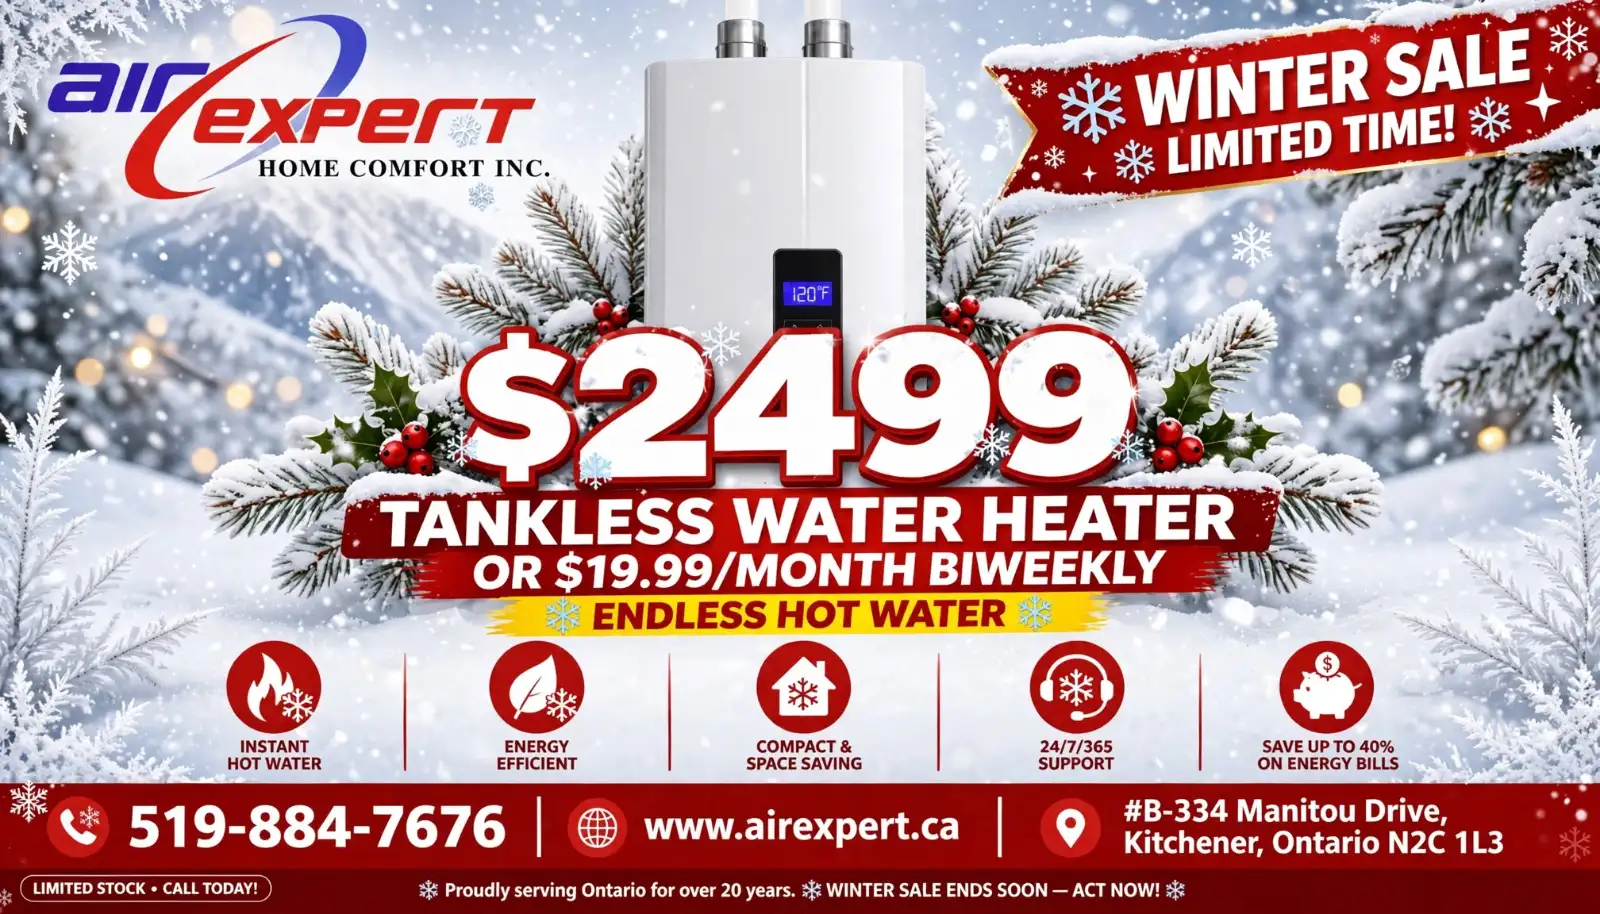 air expert
HOME COMFORT INC.
WINTER SALE
LIMITED TIME!
120°F
$2499
TANKLESS WATER HEATER
OR $19.99/MONTH BIWEEKLY
ENDLESS HOT WATER
INSTANT
HOT WATER
ENERGY
EFFICIENT
COMPACT &
SPACE SAVING
24/7/365
SUPPORT
$
SAVE UP TO 40%
ON ENERGY BILLS
519-884-7676
www.airexpert.ca
#B-334 Manitou Drive,
Kitchener, Ontario N2C 1L3
LIMITED STOCK • CALL TODAY!
Proudly serving Ontario for over 20 years. WINTER SALE ENDS SOON — ACT NOW!